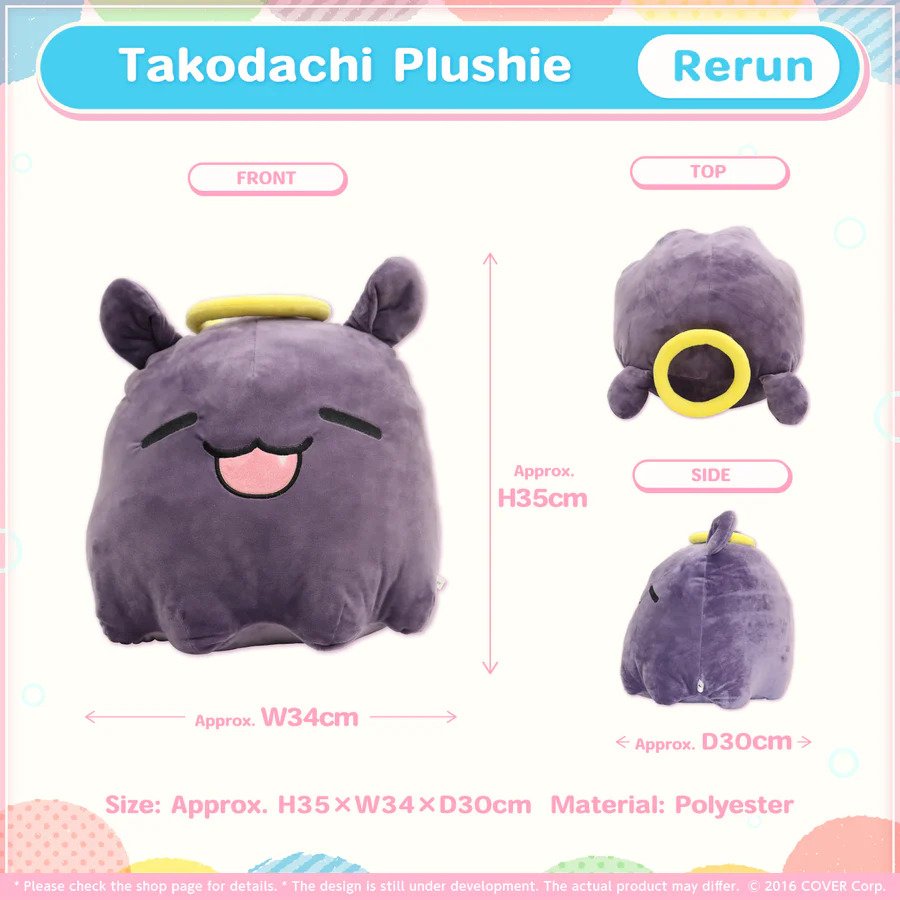 Takodachi Plushie
Rerun
FRONT
TOP
Approx.
H35cm
SIDE
Approx. W34cm
Approx. D30cm
Size: Approx. H35×W34×D30cm Material: Polyester
* Please check the shop page for details. * The design is still under development. The actual product may differ. © 2016 COVER Corp.